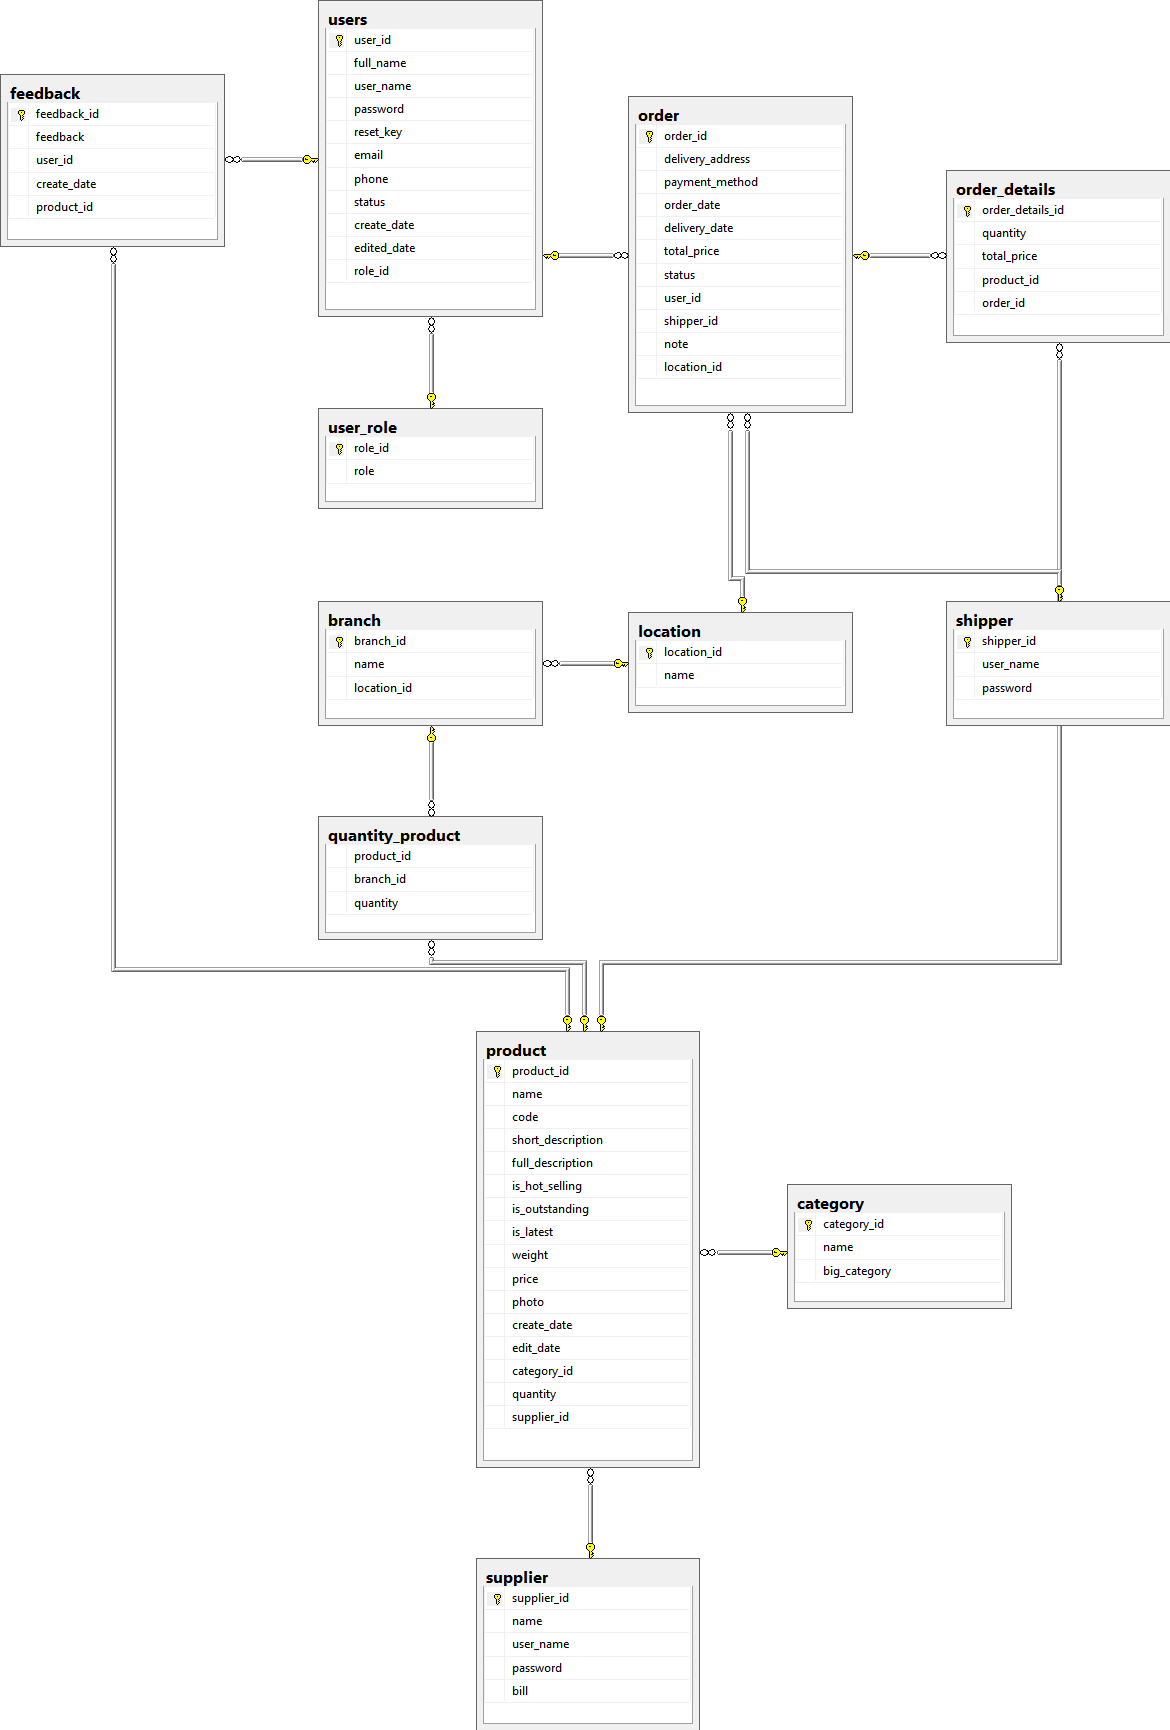 users
user_id
full_name
user_name
password
reset_key
email
phone
status
create_date
edited_date
role_id
feedback
feedback_id
feedback
user_id
create_date
product_id
order
order_id
delivery_address
payment_method
order_date
delivery_date
total_price
status
user_id
shipper_id
note
location_id
order_details
order_details_id
quantity
total_price
product_id
order_id
user_role
role_id
role
branch
branch_id
name
location_id
location
location_id
name
shipper
shipper_id
user_name
password
quantity_product
product_id
branch_id
quantity
product
product_id
name
code
short_description
full_description
is_hot_selling
is_outstanding
is_latest
weight
price
photo
create_date
edit_date
category_id
quantity
supplier_id
category
category_id
name
big_category
supplier
supplier_id
name
user_name
password
bill